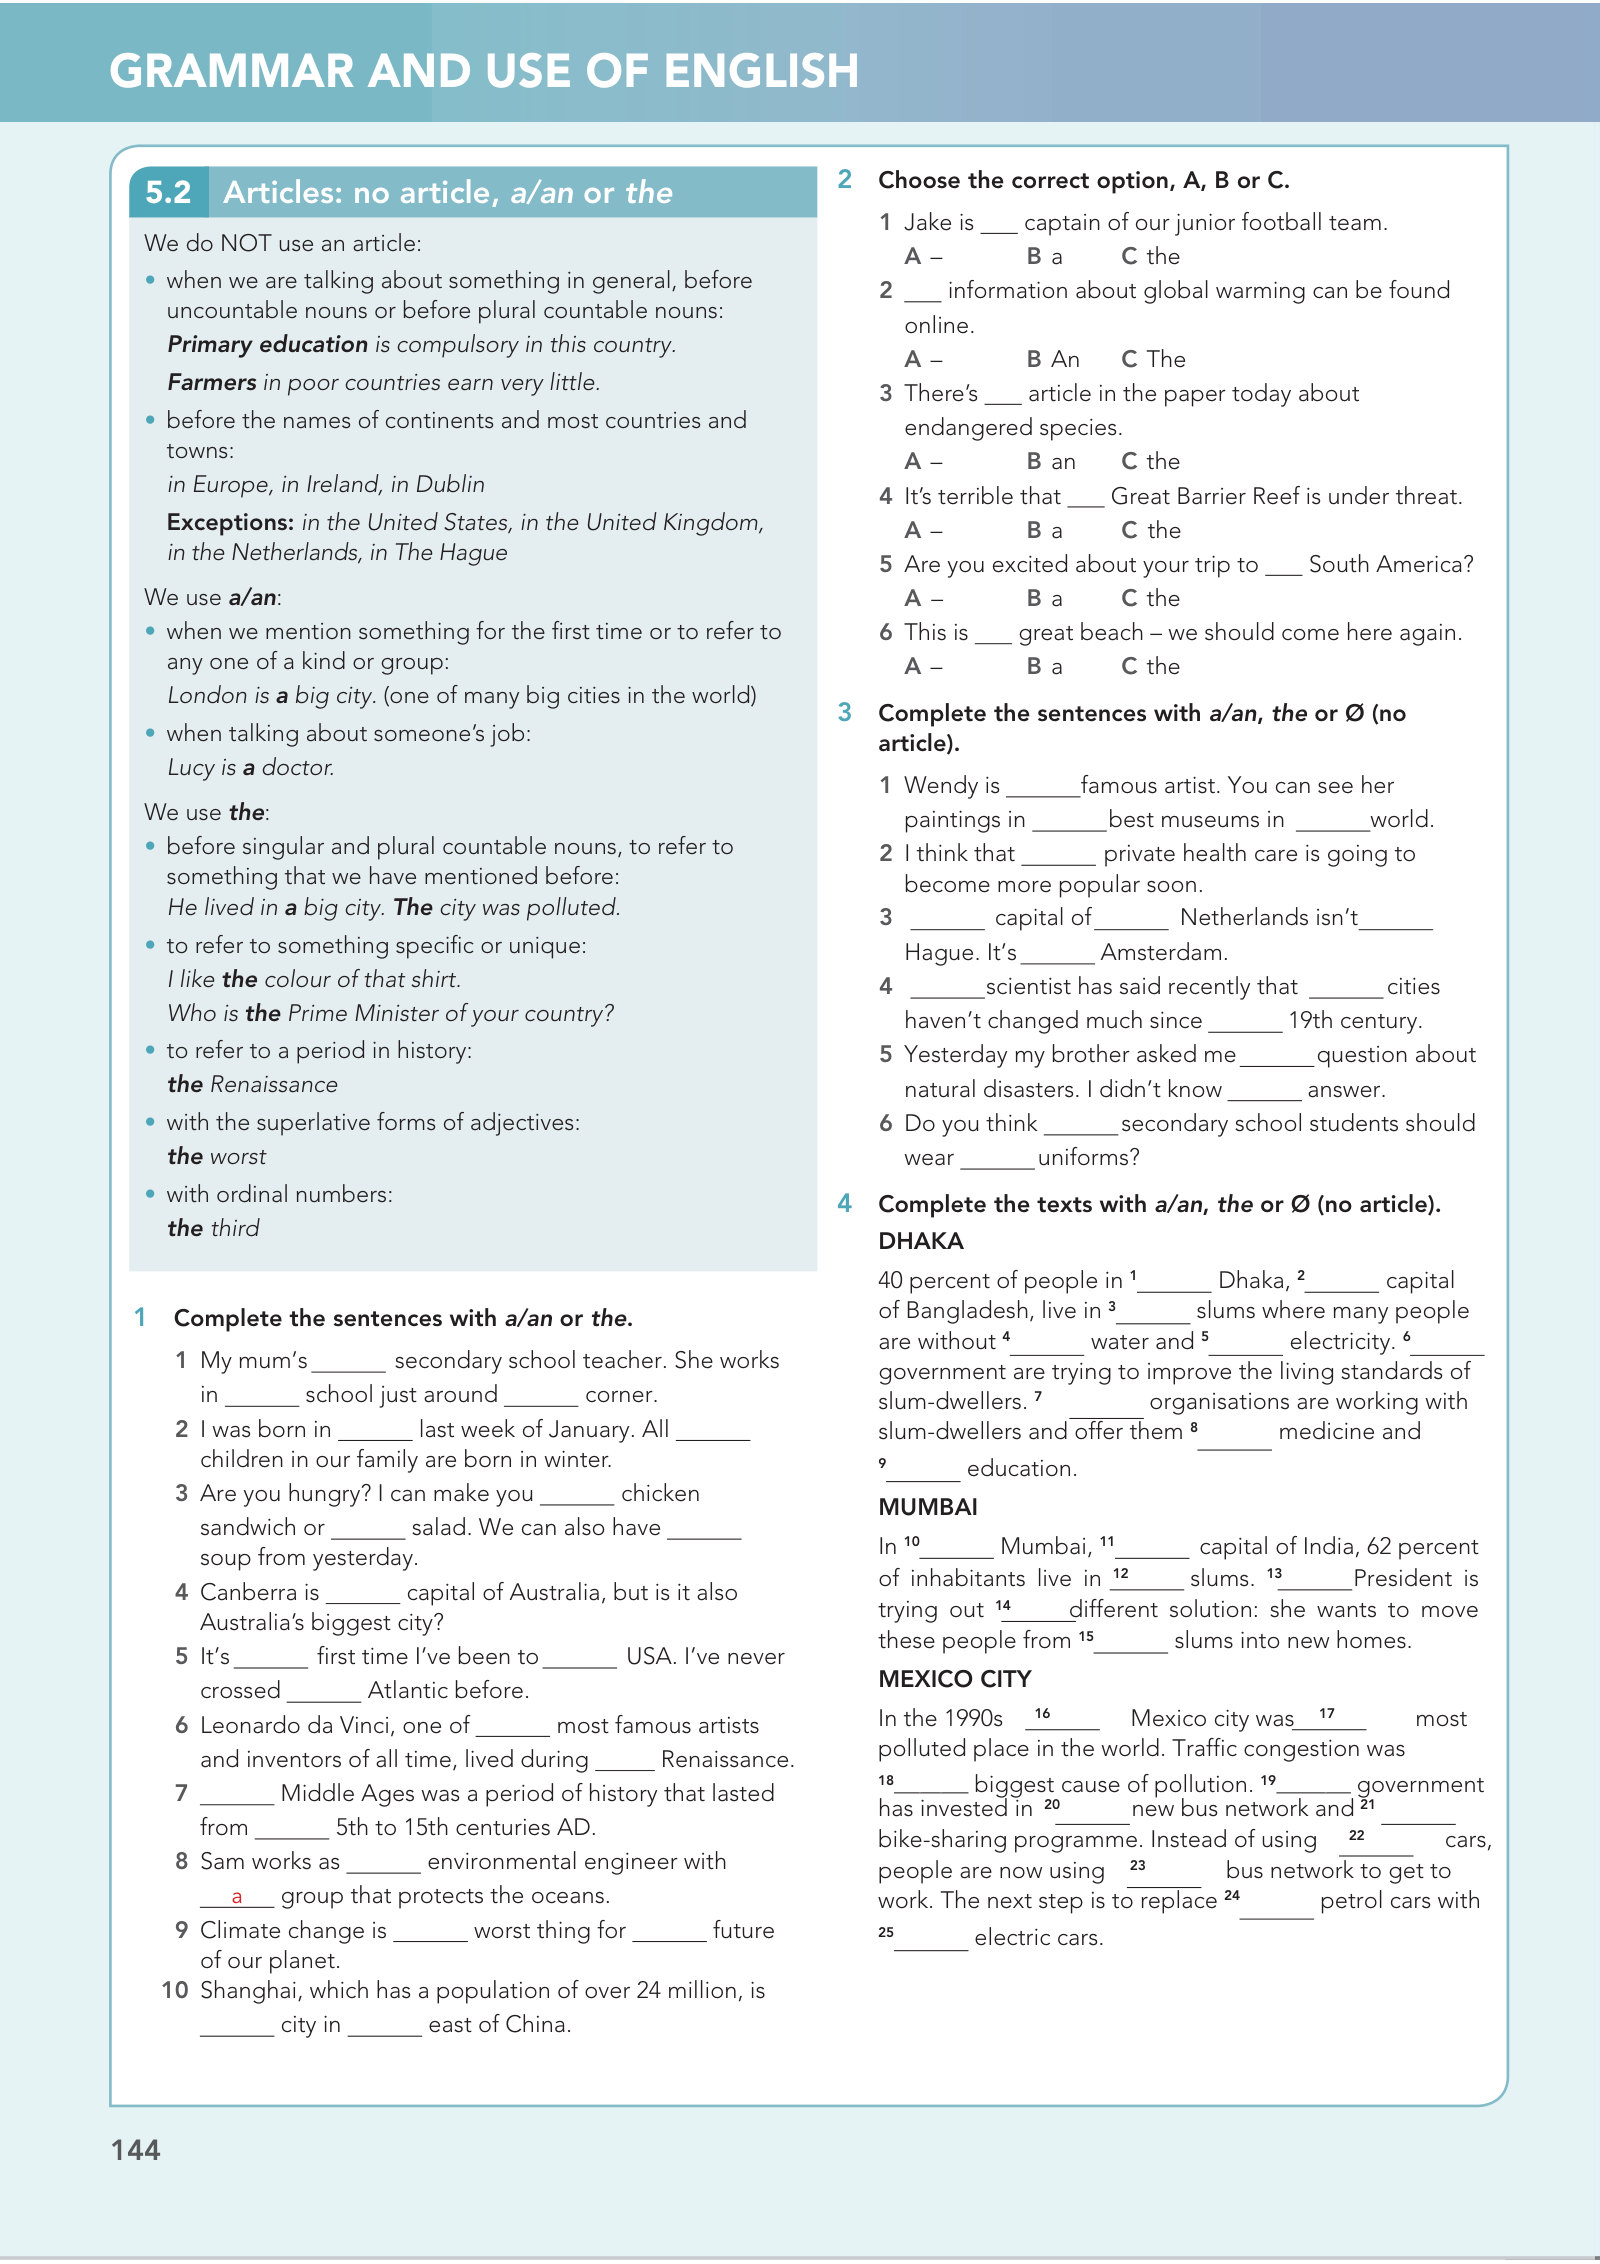 GRAMMAR AND USE OF ENGLISH
5.2 Articles: no article, a/an or the
We do NOT use an article:
• when we are talking about something in general, before
uncountable nouns or before plural countable nouns:
Primary education is compulsory in this country.
Farmers in poor countries earn very little.
• before the names of continents and most countries and
towns:
in Europe, in Ireland, in Dublin
Exceptions: in the United States, in the United Kingdom,
in the Netherlands, in The Hague
We use a/an:
• when we mention something for the first time or to refer to
any one of a kind or group:
London is a big city. (one of many big cities in the world)
• when talking about someone's job:
Lucy is a doctor.
We use the:
• before singular and plural countable nouns, to refer to
something that we have mentioned before:
He lived in a big city. The city was polluted.
• to refer to something specific or unique:
I like the colour of that shirt.
Who is the Prime Minister of your country?
• to refer to a period in history:
the Renaissance
• with the superlative forms of adjectives:
the worst
• with ordinal numbers:
the third
1 Complete the sentences with a/an or the.
1 My mum's ______ secondary school teacher. She works
in ______ school just around ______ corner.
2 I was born in ______ last week of January. All ______
children in our family are born in winter.
3 Are you hungry? I can make you ______ chicken
sandwich or ______ salad. We can also have ______
soup from yesterday.
4 Canberra is ______ capital of Australia, but is it also
Australia's biggest city?
5 It's ______ first time I've been to ______ USA. I've never
crossed ______ Atlantic before.
6 Leonardo da Vinci, one of ______ most famous artists
and inventors of all time, lived during _____ Renaissance.
7 ______ Middle Ages was a period of history that lasted
from ______ 5th to 15th centuries AD.
8 Sam works as ______ environmental engineer with
__a__ group that protects the oceans.
9 Climate change is ______ worst thing for ______ future
of our planet.
10 Shanghai, which has a population of over 24 million, is
______ city in ______ east of China.
2 Choose the correct option, A, B or C.
1 Jake is ___ captain of our junior football team.
A – B a C the
2 ___ information about global warming can be found
online.
A – B An C The
3 There's ___ article in the paper today about
endangered species.
A – B an C the
4 It's terrible that ___ Great Barrier Reef is under threat.
A – B a C the
5 Are you excited about your trip to ___ South America?
A – B a C the
6 This is ___ great beach – we should come here again.
A – B a C the
3 Complete the sentences with a/an, the or Ø (no
article).
1 Wendy is ______ famous artist. You can see her
paintings in ______ best museums in ______ world.
2 I think that ______ private health care is going to
become more popular soon.
3 ______ capital of ______ Netherlands isn't ______
Hague. It's ______ Amsterdam.
4 ______ scientist has said recently that ______ cities
haven't changed much since ______ 19th century.
5 Yesterday my brother asked me ______ question about
natural disasters. I didn't know ______ answer.
6 Do you think ______ secondary school students should
wear ______ uniforms?
4 Complete the texts with a/an, the or Ø (no article).
DHAKA
40 percent of people in 1______ Dhaka, 2______ capital
of Bangladesh, live in 3______ slums where many people
are without 4______ water and 5______ electricity. 6______
government are trying to improve the living standards of
slum-dwellers. 7______ organisations are working with
slum-dwellers and offer them 8______ medicine and
9______ education.
MUMBAI
In 10______ Mumbai, 11______ capital of India, 62 percent
of inhabitants live in 12______ slums. 13______ President is
trying out 14______ different solution: she wants to move
these people from 15______ slums into new homes.
MEXICO CITY
In the 1990s 16______ Mexico city was 17______ most
polluted place in the world. Traffic congestion was
18______ biggest cause of pollution. 19______ government
has invested in 20______ new bus network and 21______
bike-sharing programme. Instead of using 22______ cars,
people are now using 23______ bus network to get to
work. The next step is to replace 24______ petrol cars with
25______ electric cars.
144